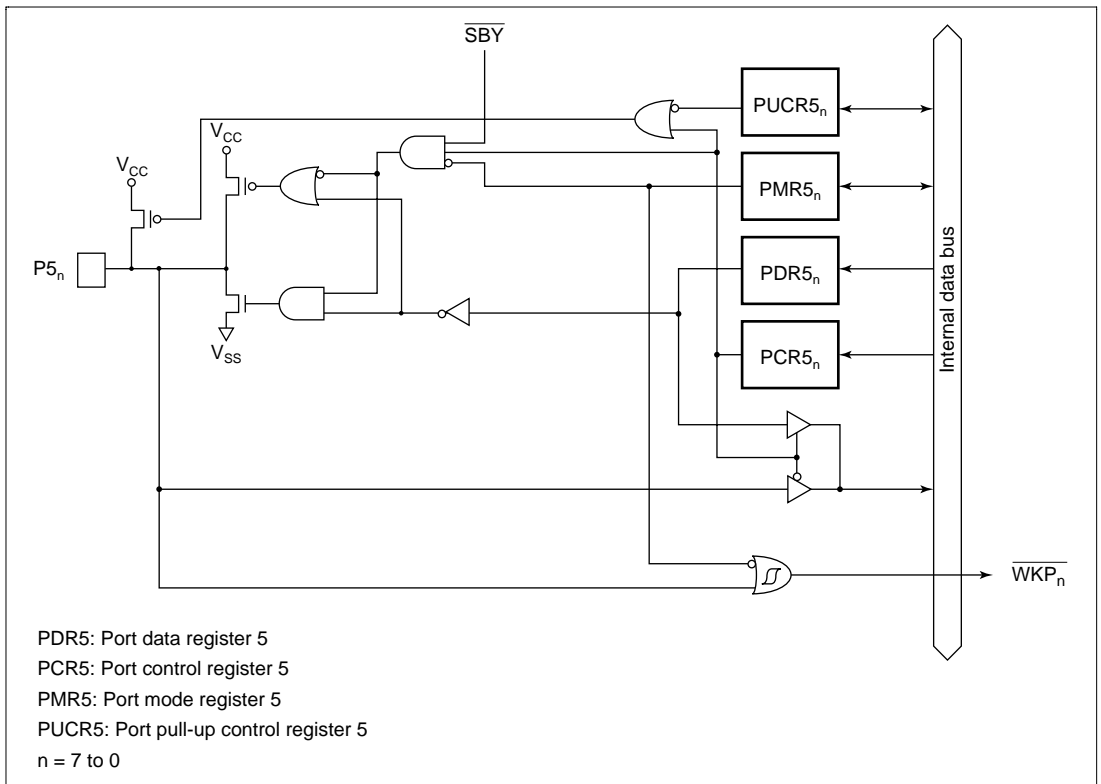 SBY
PUCR5n
VCC
VCC
PMR5n
PDR5n
P5n
VSS
PCR5n
Internal data bus
WKPn
PDR5: Port data register 5
PCR5: Port control register 5
PMR5: Port mode register 5
PUCR5: Port pull-up control register 5
n = 7 to 0